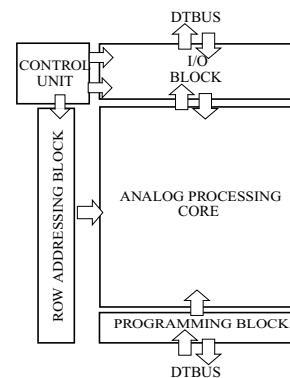 DTBUS
I/O
BLOCK
CONTROL
UNIT
ROW ADDRESSING BLOCK
ANALOG PROCESSING
CORE
PROGRAMMING BLOCK
DTBUS